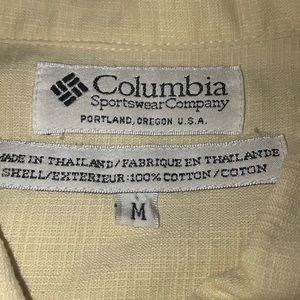 Columbia
Sportswear Company
PORTLAND, OREGON U.S.A.
MADE IN THAILAND/FABRIQUE EN THAILANDE
SHELL/EXTERIEUR:100% COTTON/COTON
M